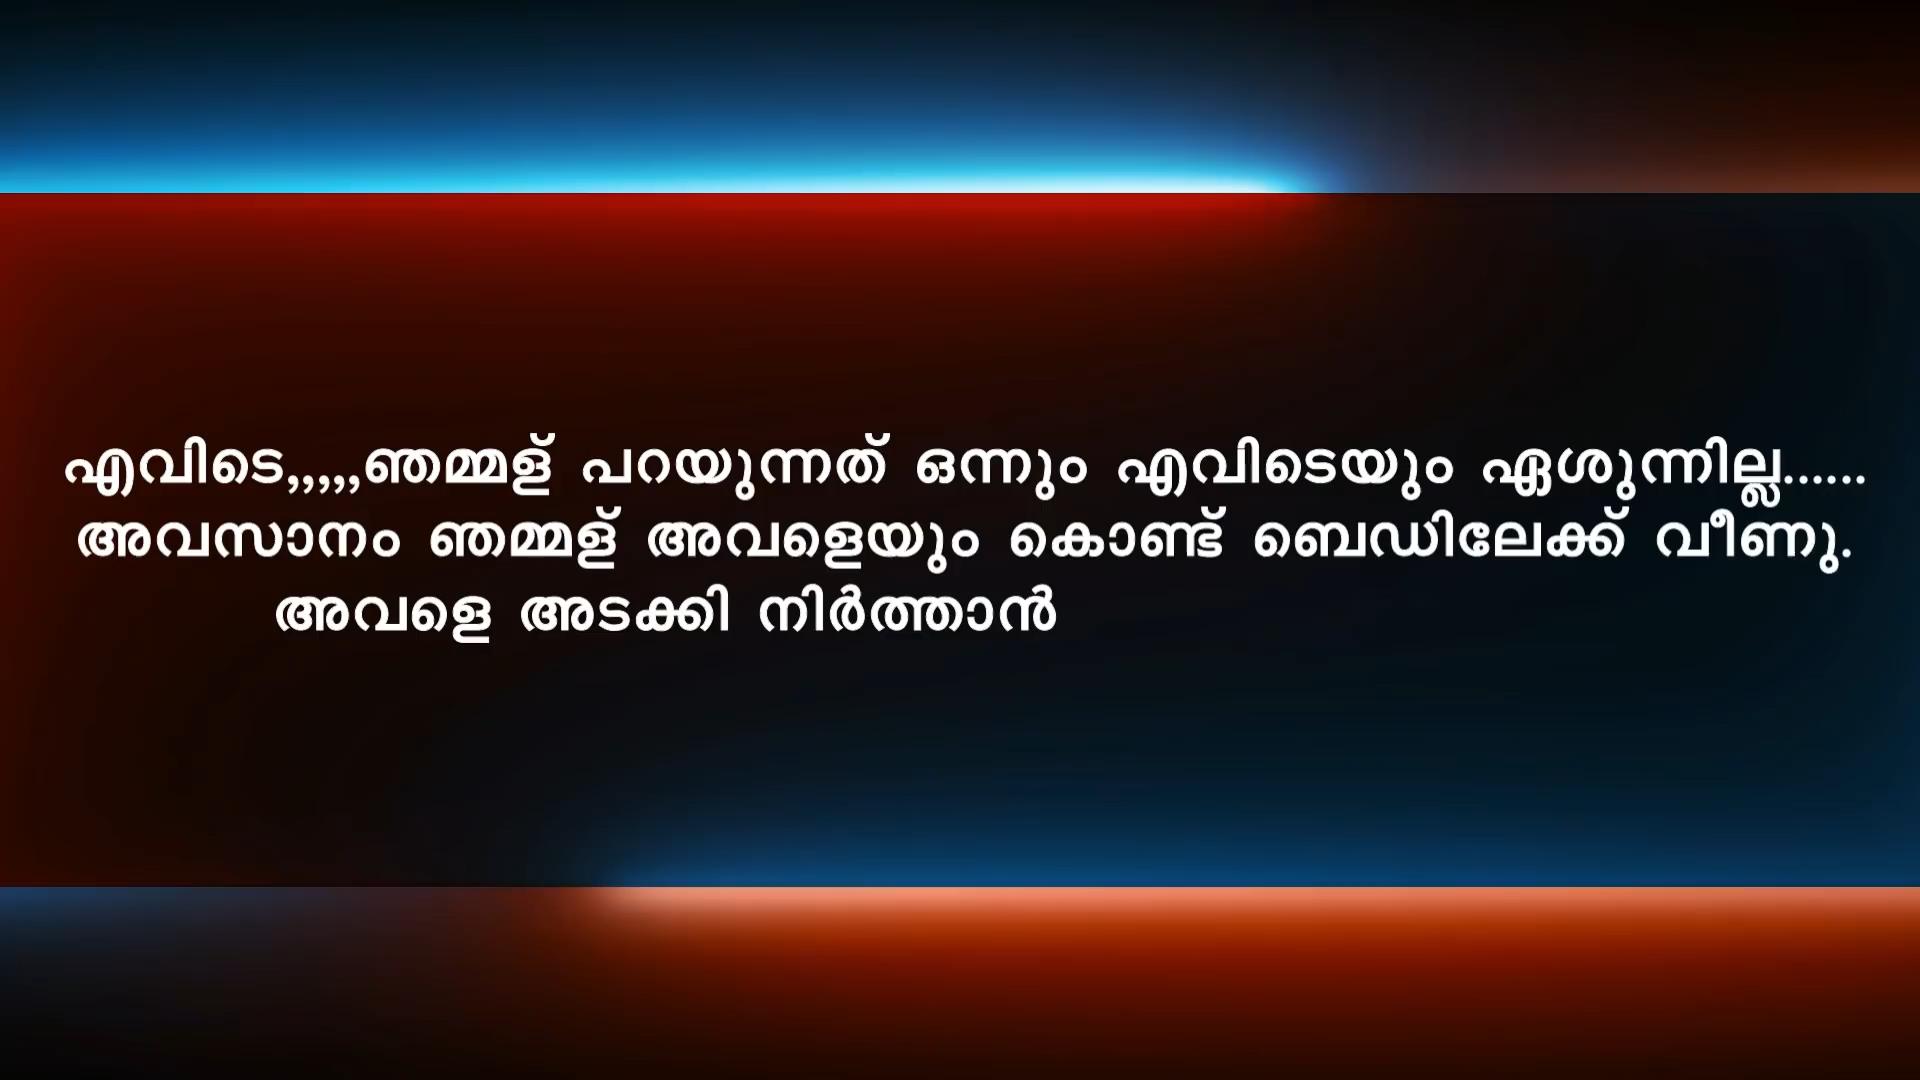 എവിടെ,,,,,ഞമ്മള് പറയുന്നത് ഒന്നും എവിടെയും ഏശുന്നില്ല......
അവസാനം ഞമ്മള് അവളെയും കൊണ്ട് ബെഡിലേക്ക് വീണു.
അവളെ അടക്കി നിർത്താൻ